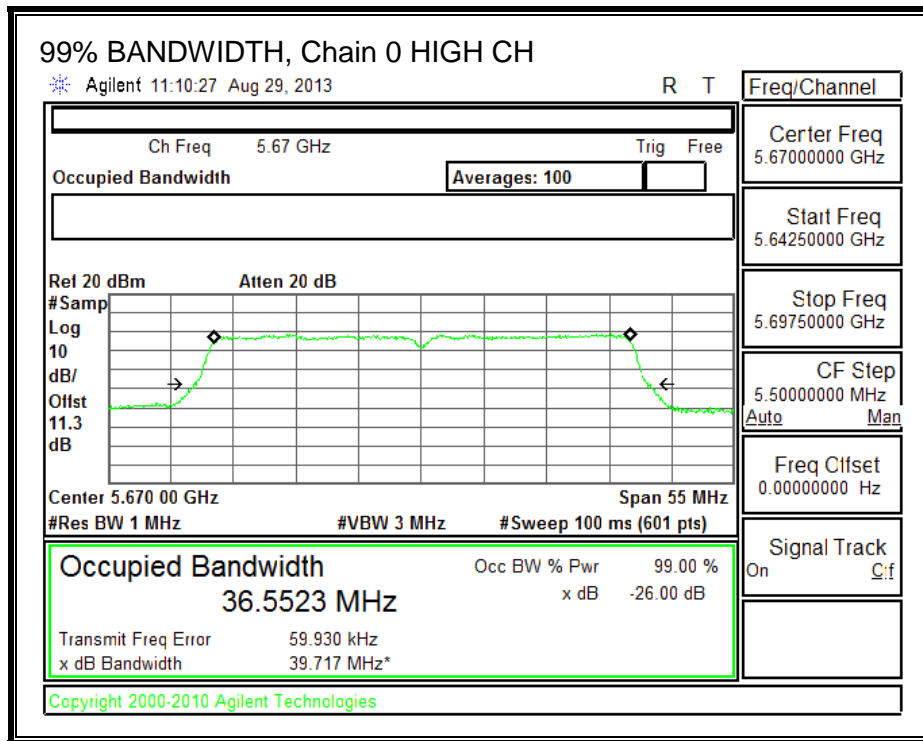 99% BANDWIDTH, Chain 0 HIGH CH
Agilent 11:10:27 Aug 29, 2013 R T
Freq/Channel
Ch Freq 5.67 GHz Trig Free
Occupied Bandwidth Averages: 100
Center Freq
5.67000000 GHz
Start Freq
5.64250000 GHz
Stop Freq
5.69750000 GHz
CF Step
5.50000000 MHz
Auto Man
Freq Offset
0.00000000 Hz
Signal Track
On Off
Ref 20 dBm Atten 20 dB
#Samp
Log
10
dB/
Offst
11.3
dB
Center 5.670 00 GHz Span 55 MHz
#Res BW 1 MHz #VBW 3 MHz #Sweep 100 ms (601 pts)
Occupied Bandwidth Occ BW % Pwr 99.00 %
36.5523 MHz x dB -26.00 dB
Transmit Freq Error 59.930 kHz
x dB Bandwidth 39.717 MHz*
Copyright 2000-2010 Agilent Technologies